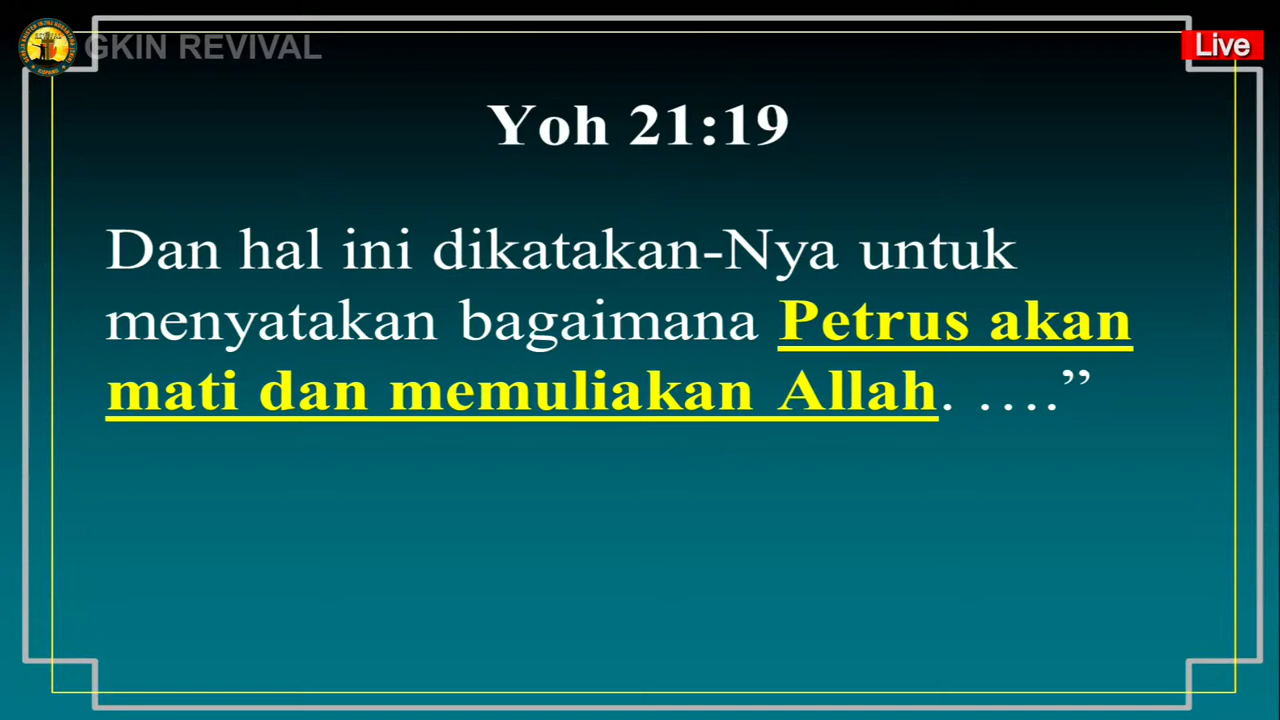 GKIN REVIVAL
Live
Yoh 21:19
Dan hal ini dikatakan-Nya untuk
menyatakan bagaimana Petrus akan
mati dan memuliakan Allah. ….”